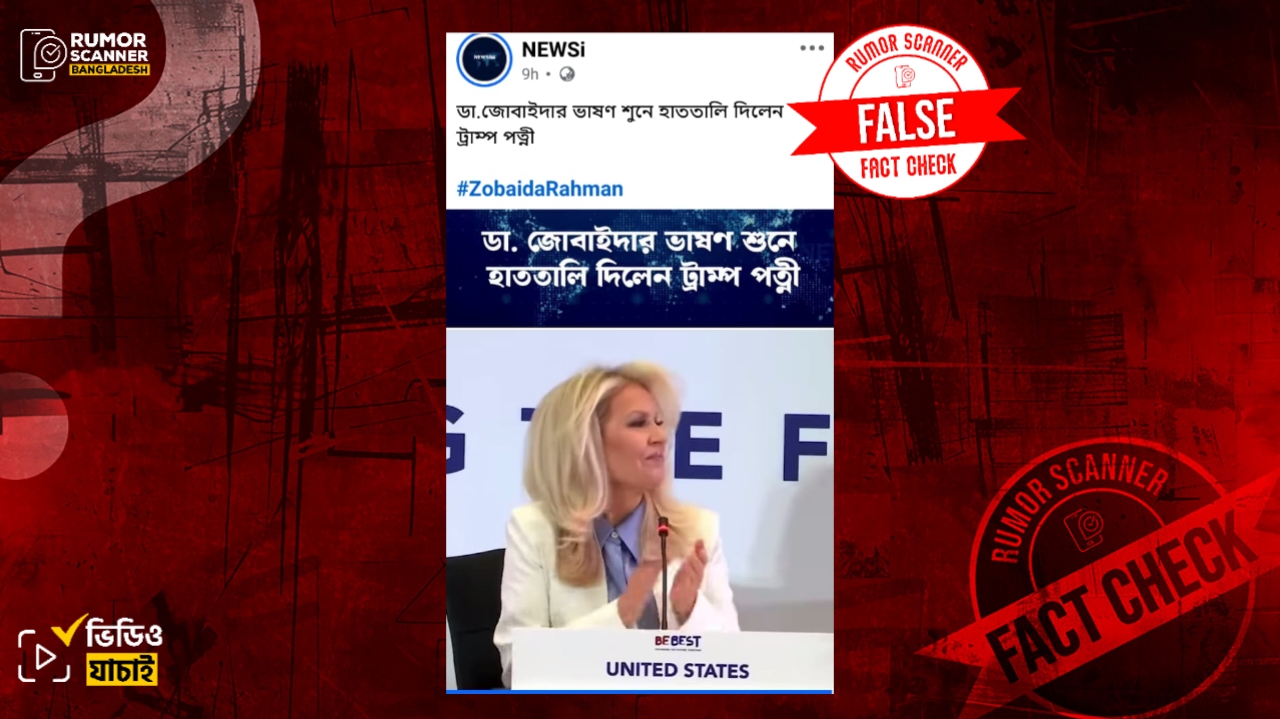 RUMOR
SCANNER
BANGLADESH
NEWSi
9h
ডা.জোবাইদার ভাষণ শুনে হাততালি দিলেন
ট্রাম্প পত্নী
#ZobaidaRahman
RUMOR SCANNER
FALSE
FACT CHECK
ডা. জোবাইদার ভাষণ শুনে
হাততালি দিলেন ট্রাম্প পত্নী
G T E F
BE BEST
UNITED STATES
RUMOR SCANNER
FACT CHECK
ভিডিও
যাচাই